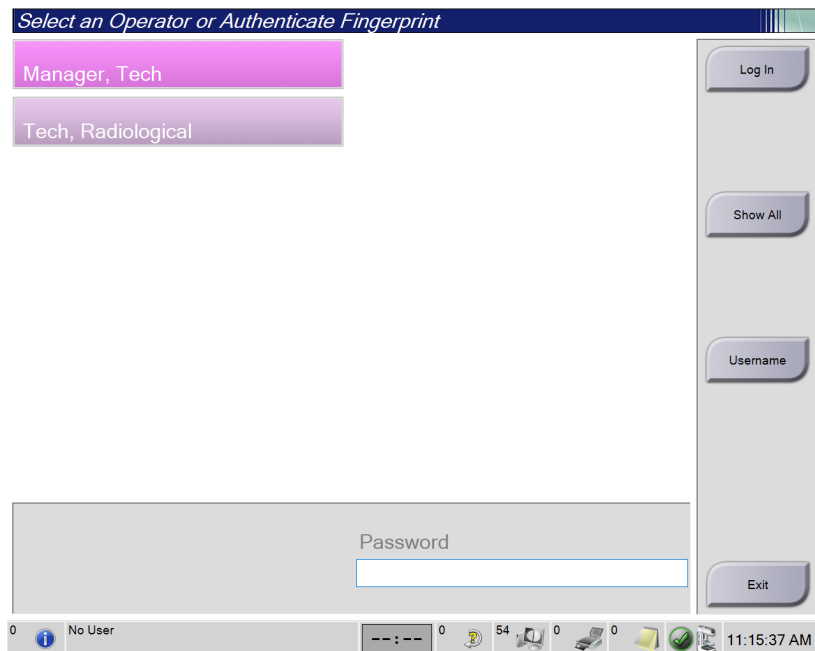 Select an Operator or Authenticate Fingerprint
Manager, Tech
Tech, Radiological
Log In
Show All
Username
Password
Exit
0 No User --:-- 0 54 0 0 11:15:37 AM